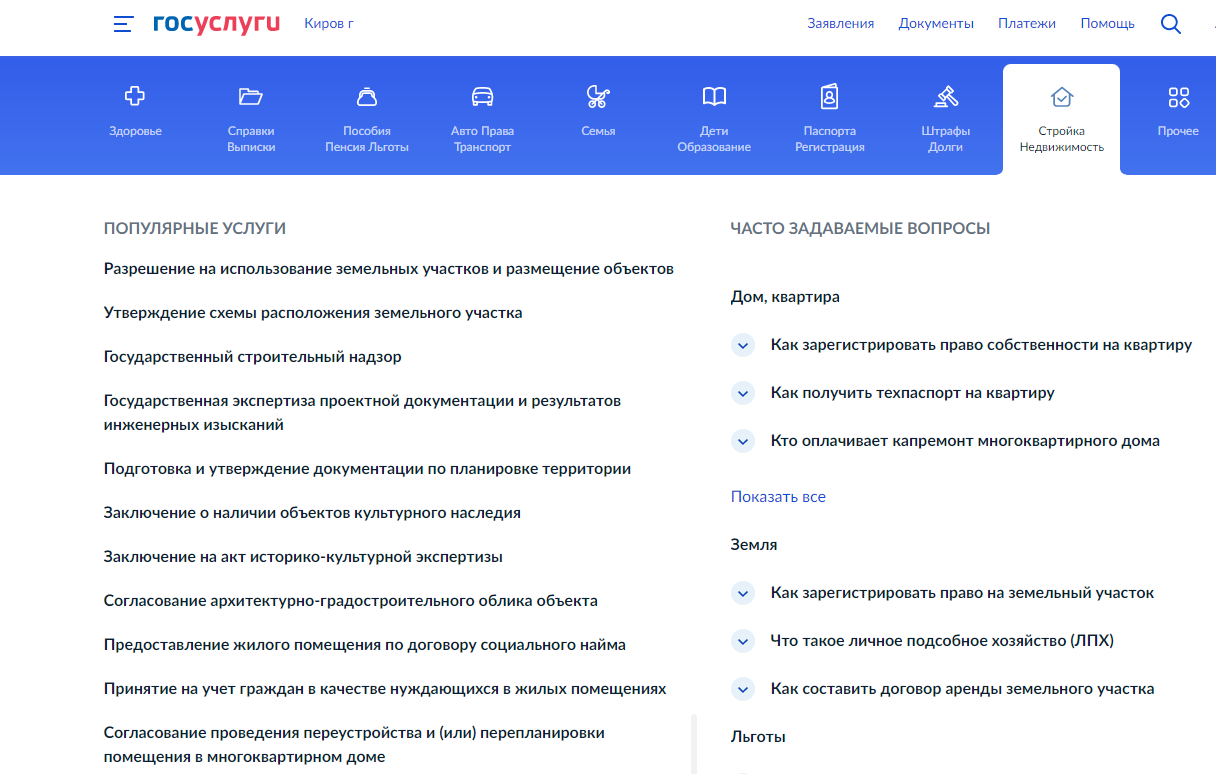 госуслуги
Киров г
Заявления
Документы
Платежи
Помощь
Здоровье
Справки
Выписки
Пособия
Пенсия Льготы
Авто Права
Транспорт
Семья
Дети
Образование
Паспорта
Регистрация
Штрафы
Долги
Стройка
Недвижимость
Прочее
ПОПУЛЯРНЫЕ УСЛУГИ
Разрешение на использование земельных участков и размещение объектов
Утверждение схемы расположения земельного участка
Государственный строительный надзор
Государственная экспертиза проектной документации и результатов
инженерных изысканий
Подготовка и утверждение документации по планировке территории
Заключение о наличии объектов культурного наследия
Заключение на акт историко-культурной экспертизы
Согласование архитектурно-градостроительного облика объекта
Предоставление жилого помещения по договору социального найма
Принятие на учет граждан в качестве нуждающихся в жилых помещениях
Согласование проведения переустройства и (или) перепланировки
помещения в многоквартирном доме
ЧАСТО ЗАДАВАЕМЫЕ ВОПРОСЫ
Дом, квартира
Как зарегистрировать право собственности на квартиру
Как получить техпаспорт на квартиру
Кто оплачивает капремонт многоквартирного дома
Показать все
Земля
Как зарегистрировать право на земельный участок
Что такое личное подсобное хозяйство (ЛПХ)
Как составить договор аренды земельного участка
Льготы